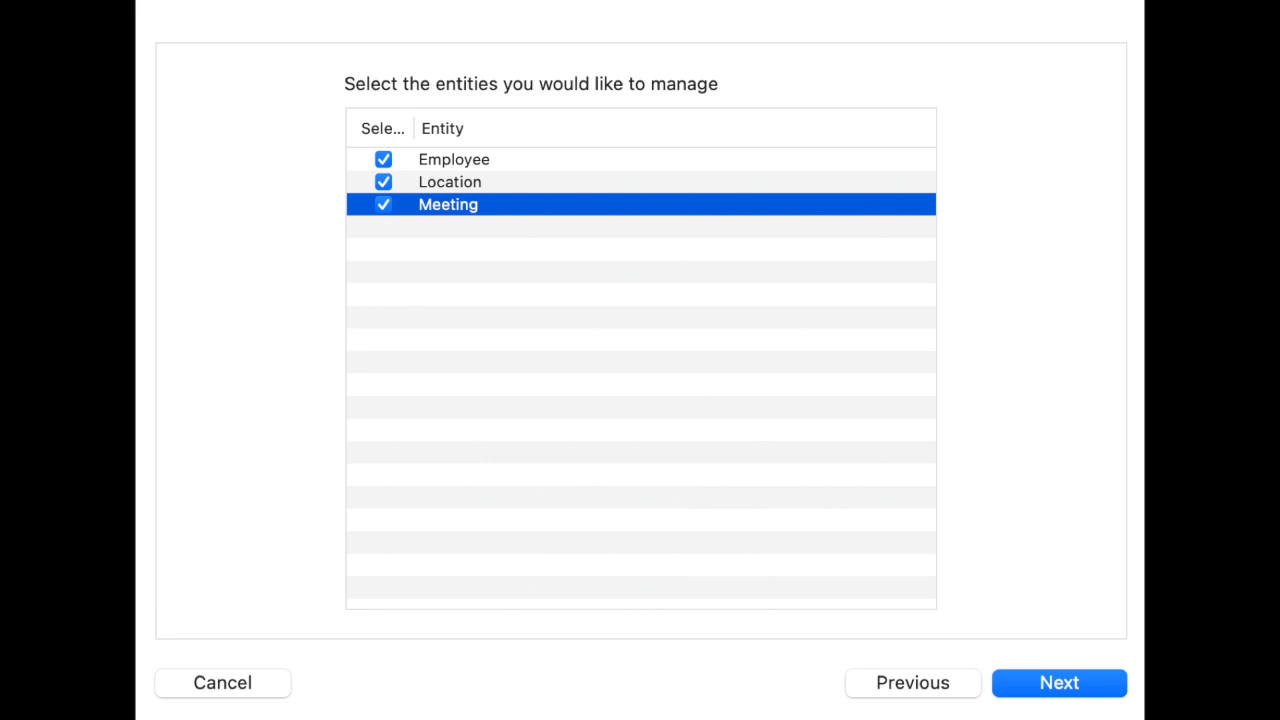 Select the entities you would like to manage
Sele... Entity
Employee
Location
Meeting
Cancel Previous Next